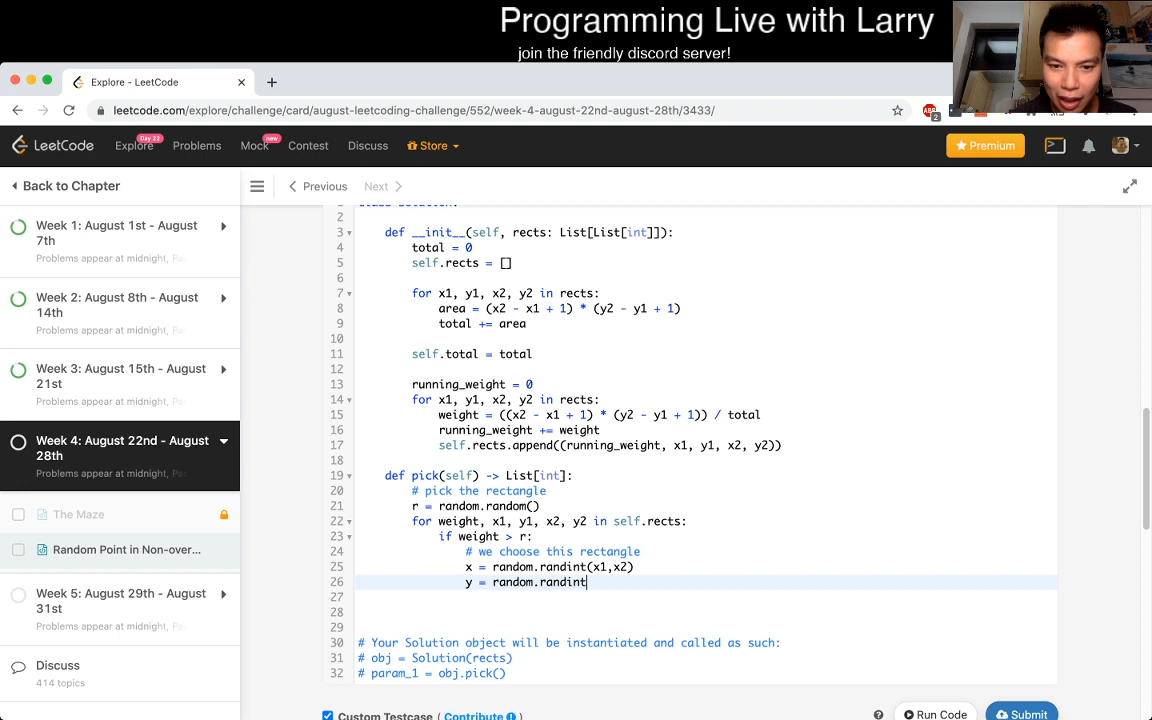 Programming Live with Larry
join the friendly discord server!
Explore - LeetCode
leetcode.com/explore/challenge/card/august-leetcoding-challenge/552/week-4-august-22nd-august-28th/3433/
ABP
2
LeetCode
Explore
Day 22
Problems
Mock
new
Contest
Discuss
Store
Premium
Back to Chapter
Previous
Next
Week 1: August 1st - August
7th
Problems appear at midnight,
Week 2: August 8th - August
14th
Problems appear at midnight,
Week 3: August 15th - August
21st
Problems appear at midnight,
Week 4: August 22nd - August
28th
Problems appear at midnight,
The Maze
Random Point in Non-over...
Week 5: August 29th - August
31st
Problems appear at midnight,
Discuss
414 topics
2
3 def __init__(self, rects: List[List[int]]):
4 total = 0
5 self.rects = []
6
7 for x1, y1, x2, y2 in rects:
8 area = (x2 - x1 + 1) * (y2 - y1 + 1)
9 total += area
10
11 self.total = total
12
13 running_weight = 0
14 for x1, y1, x2, y2 in rects:
15 weight = ((x2 - x1 + 1) * (y2 - y1 + 1)) / total
16 running_weight += weight
17 self.rects.append((running_weight, x1, y1, x2, y2))
18
19 def pick(self) -> List[int]:
20 # pick the rectangle
21 r = random.random()
22 for weight, x1, y1, x2, y2 in self.rects:
23 if weight > r:
24 # we choose this rectangle
25 x = random.randint(x1,x2)
26 y = random.randint
27
28
29
30 # Your Solution object will be instantiated and called as such:
31 # obj = Solution(rects)
32 # param_1 = obj.pick()
Custom Testcase ( Contribute )
Run Code
Submit